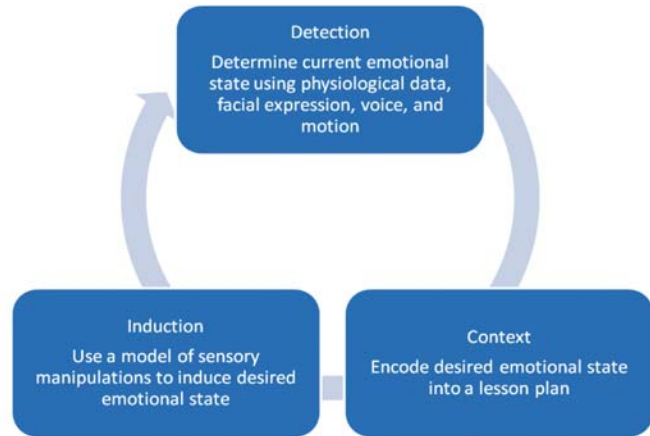 Detection
Determine current emotional
state using physiological data,
facial expression, voice, and
motion
Induction
Use a model of sensory
manipulations to induce desired
emotional state
Context
Encode desired emotional state
into a lesson plan